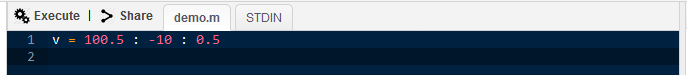 Execute | > Share demo.m STDIN
1 v = 100.5 : -10 : 0.5
2